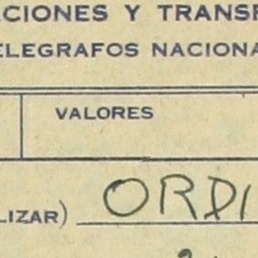 CIONES Y TRANSF
ELEGRAFOS NACIONA
VALORES
LIZAR) ORDI